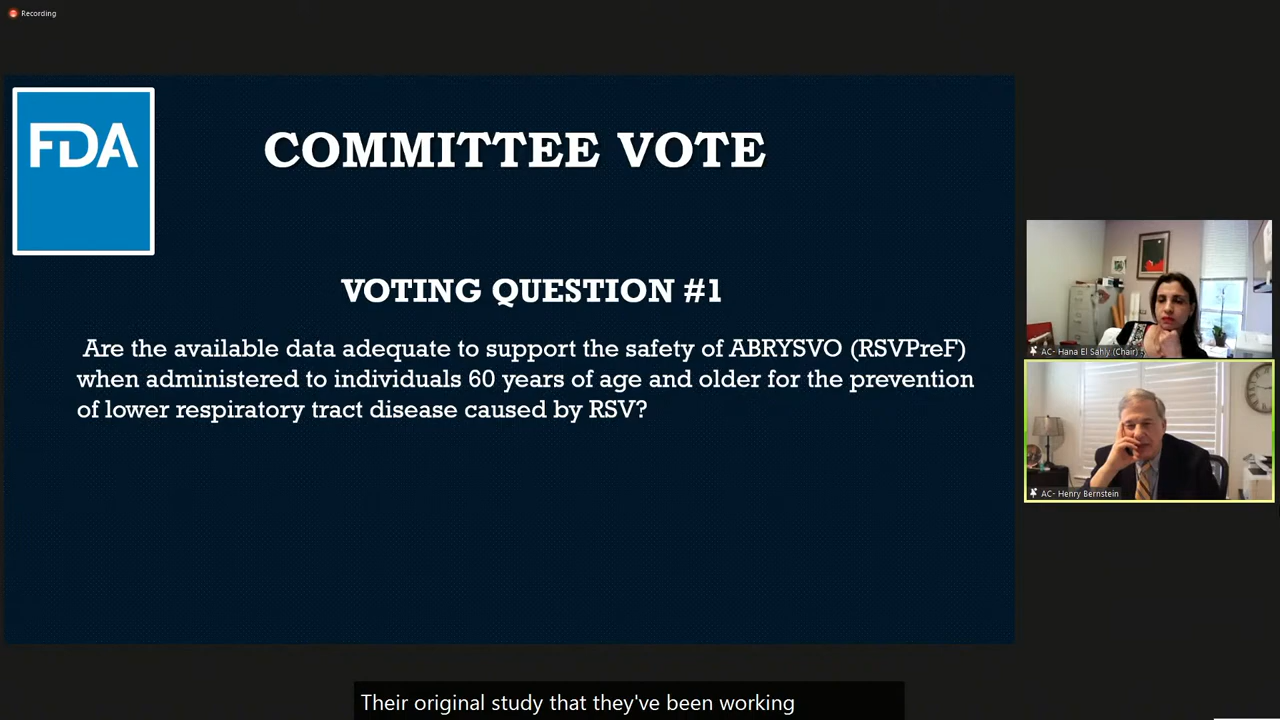 Recording
FDA
COMMITTEE VOTE
VOTING QUESTION #1
Are the available data adequate to support the safety of ABRYSVO (RSVPreF)
when administered to individuals 60 years of age and older for the prevention
of lower respiratory tract disease caused by RSV?
AC- Hana El Sahly (Chair)
AC- Henry Bernstein
Their original study that they've been working